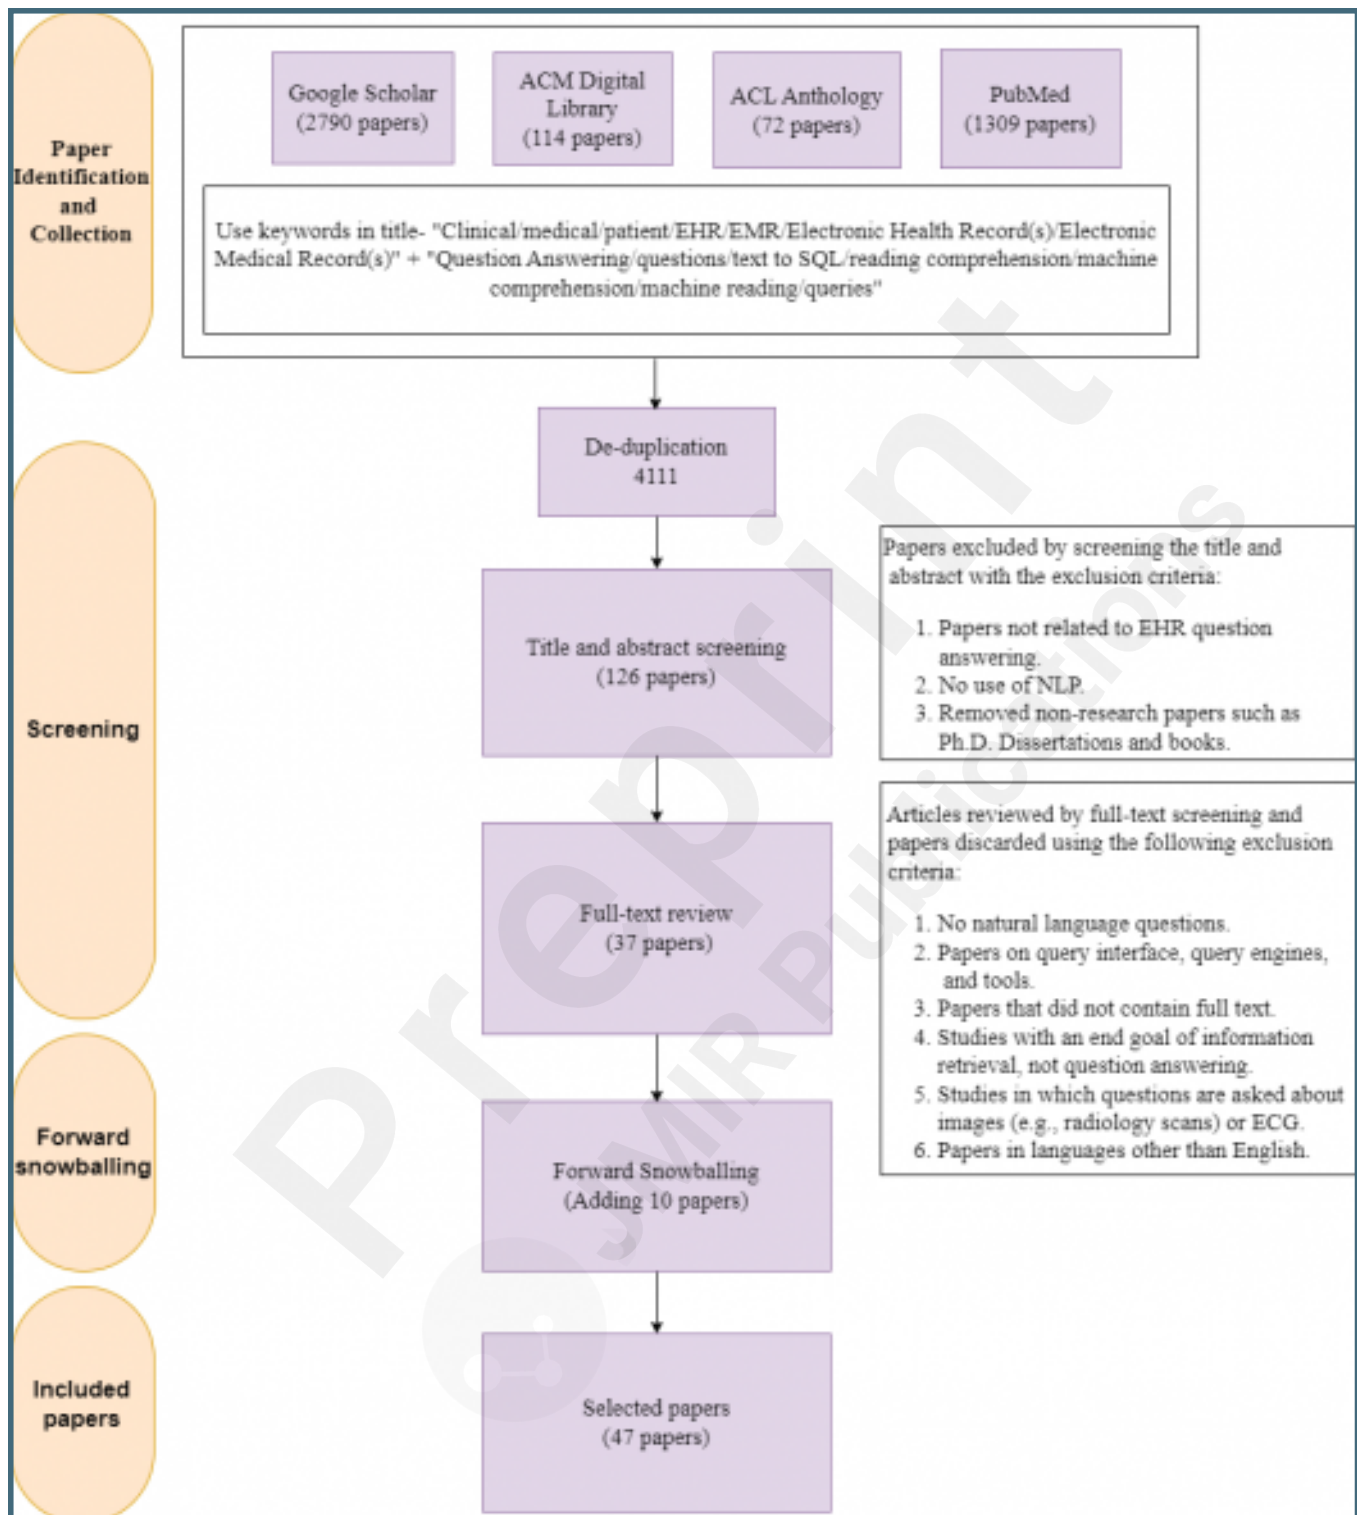 Paper
Identification
and
Collection
Google Scholar
(2790 papers)
ACM Digital
Library
(114 papers)
ACL Anthology
(72 papers)
PubMed
(1309 papers)
Use keywords in title- "Clinical/medical/patient/EHR/EMR/Electronic Health Record(s)/Electronic
Medical Record(s)" + "Question Answering/questions/text to SQL/reading comprehension/machine
comprehension/machine reading/queries"
De-duplication
4111
Screening
Title and abstract screening
(126 papers)
Papers excluded by screening the title and
abstract with the exclusion criteria:
1. Papers not related to EHR question
answering.
2. No use of NLP.
3. Removed non-research papers such as
Ph.D. Dissertations and books.
Full-text review
(37 papers)
Articles reviewed by full-text screening and
papers discarded using the following exclusion
criteria:
1. No natural language questions.
2. Papers on query interface, query engines,
and tools.
3. Papers that did not contain full text.
4. Studies with an end goal of information
retrieval, not question answering.
5. Studies in which questions are asked about
images (e.g., radiology scans) or ECG.
6. Papers in languages other than English.
Forward
snowballing
Forward Snowballing
(Adding 10 papers)
Included
papers
Selected papers
(47 papers)
Preprint
JMIR Publications